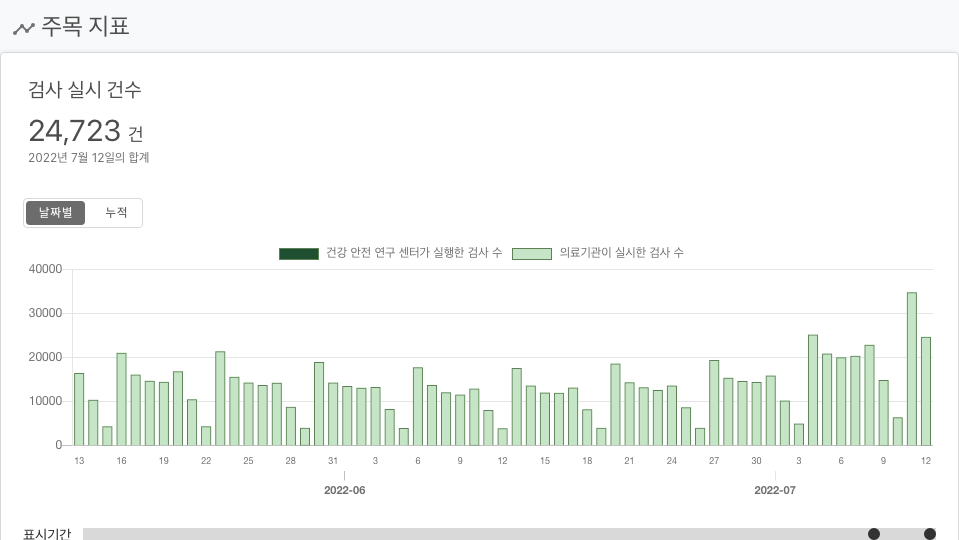 주목 지표
검사 실시 건수
24,723 건
2022년 7월 12일의 합계
날짜별 누적
건강 안전 연구 센터가 실행한 검사 수 의료기관이 실시한 검사 수
40000
30000
20000
10000
0
13 16 19 22 25 28 31 3 6 9 12 15 18 21 24 27 30 3 6 9 12
2022-06 2022-07
표시기간